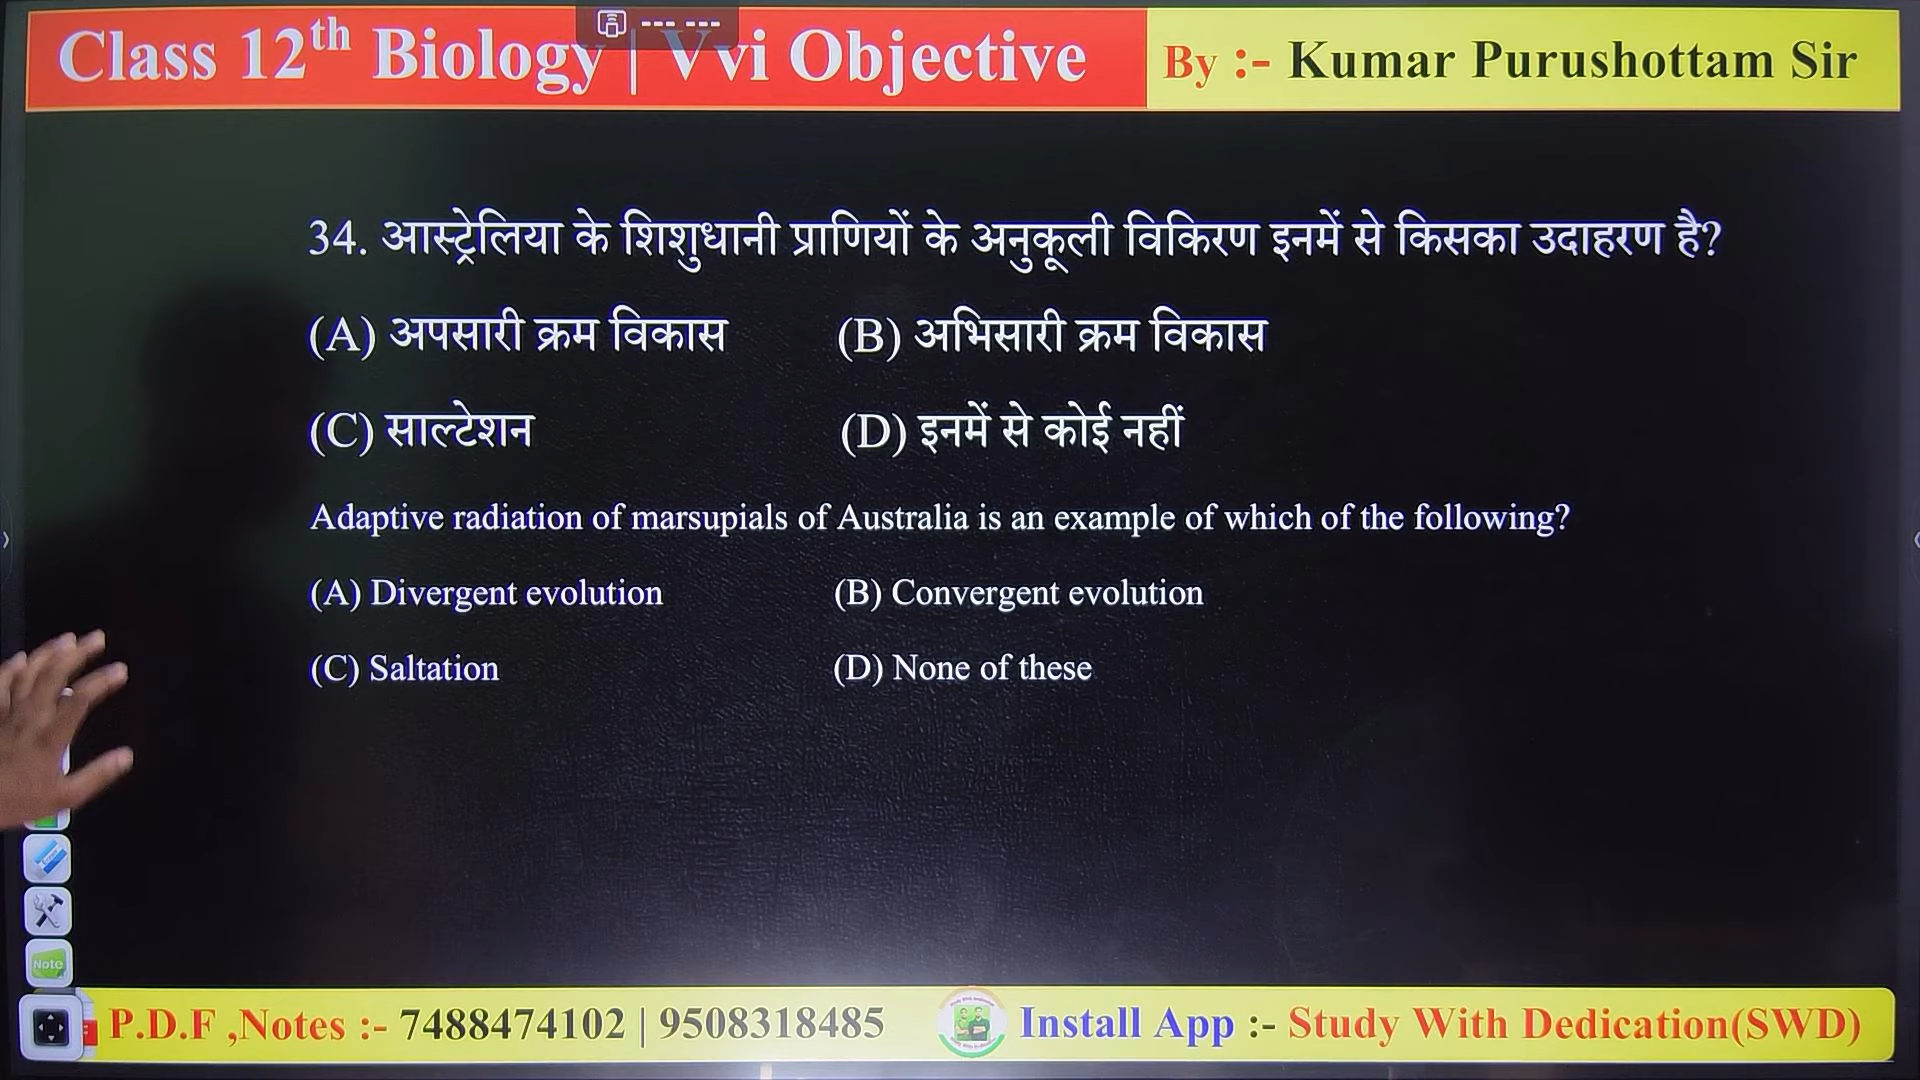 Class 12th Biology | Vvi Objective
By :- Kumar Purushottam Sir
34. आस्ट्रेलिया के शिशुधानी प्राणियों के अनुकूली विकिरण इनमें से किसका उदाहरण है?
(A) अपसारी क्रम विकास (B) अभिसारी क्रम विकास
(C) साल्टेशन (D) इनमें से कोई नहीं
Adaptive radiation of marsupials of Australia is an example of which of the following?
(A) Divergent evolution (B) Convergent evolution
(C) Saltation (D) None of these
Note
P.D.F ,Notes :- 7488474102 | 9508318485
Install App :- Study With Dedication(SWD)